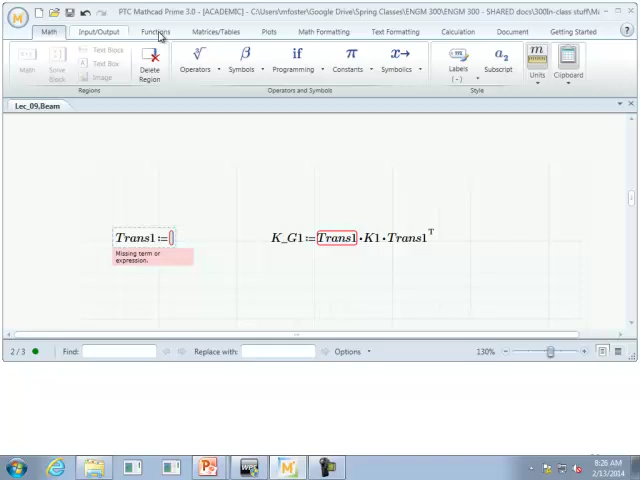 PTC Mathcad Prime 3.0 - [ACADEMIC] - C:\Users\mfoster\Google Drive\Spring Classes\ENGM 300\ENGM 300 - SHARED docs\300In-class stuff\Ma
Math Input/Output Functions Matrices/Tables Plots Math Formatting Text Formatting Calculation Document Getting Started
Math
Solve Block
Text Block
Text Box
Image
Delete Region
Operators
Symbols
Programming
Constants
Symbolics
Labels
Subscript
Units
Clipboard
Regions
Operators and Symbols
Style
Lec_09.Beam
Trans1:=
K_G1:=Trans1·K1·Trans1ᵀ
Missing term or
expression.
2 / 3 Find: Replace with: Options 130%
8:26 AM
2/13/2014